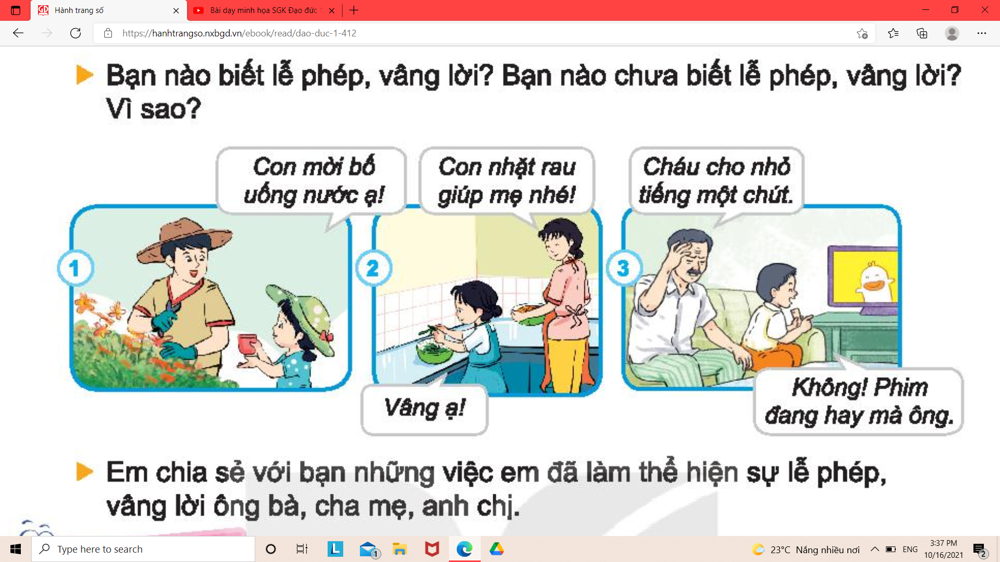 Hành trang số
Bài dạy minh họa SGK Đạo đức 1
https://hanhtrangso.nxbgd.vn/ebook/read/dao-duc-1-412
Bạn nào biết lễ phép, vâng lời? Bạn nào chưa biết lễ phép, vâng lời?
Vì sao?
Con mời bố
uống nước ạ!
Con nhặt rau
giúp mẹ nhé!
Cháu cho nhỏ
tiếng một chút.
1
2
3
Vâng ạ!
Không! Phim
đang hay mà ông.
Em chia sẻ với bạn những việc em đã làm thể hiện sự lễ phép,
vâng lời ông bà, cha mẹ, anh chị.
Type here to search
L
1
23°C Nắng nhiều nơi
ENG
3:37 PM
10/16/2021
2